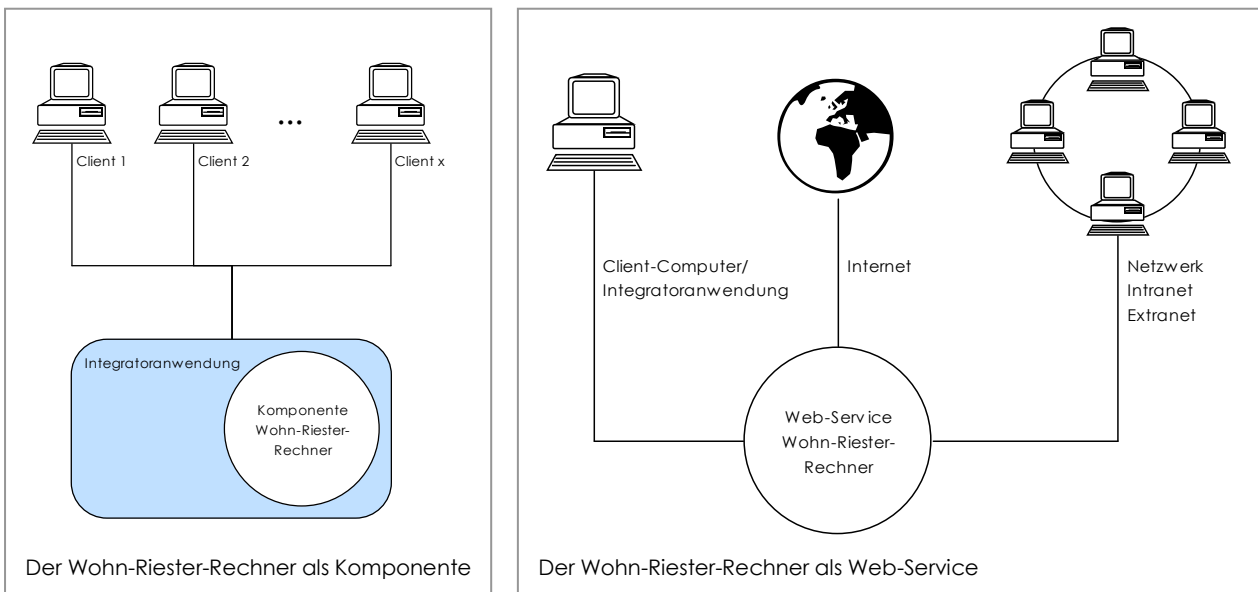 Client 1
Client 2
...
Client x
Integratoranwendung
Komponente
Wohn-Riester-
Rechner
Der Wohn-Riester-Rechner als Komponente
Client-Computer/
Integratoranwendung
Internet
Netzwerk
Intranet
Extranet
Web-Service
Wohn-Riester-
Rechner
Der Wohn-Riester-Rechner als Web-Service